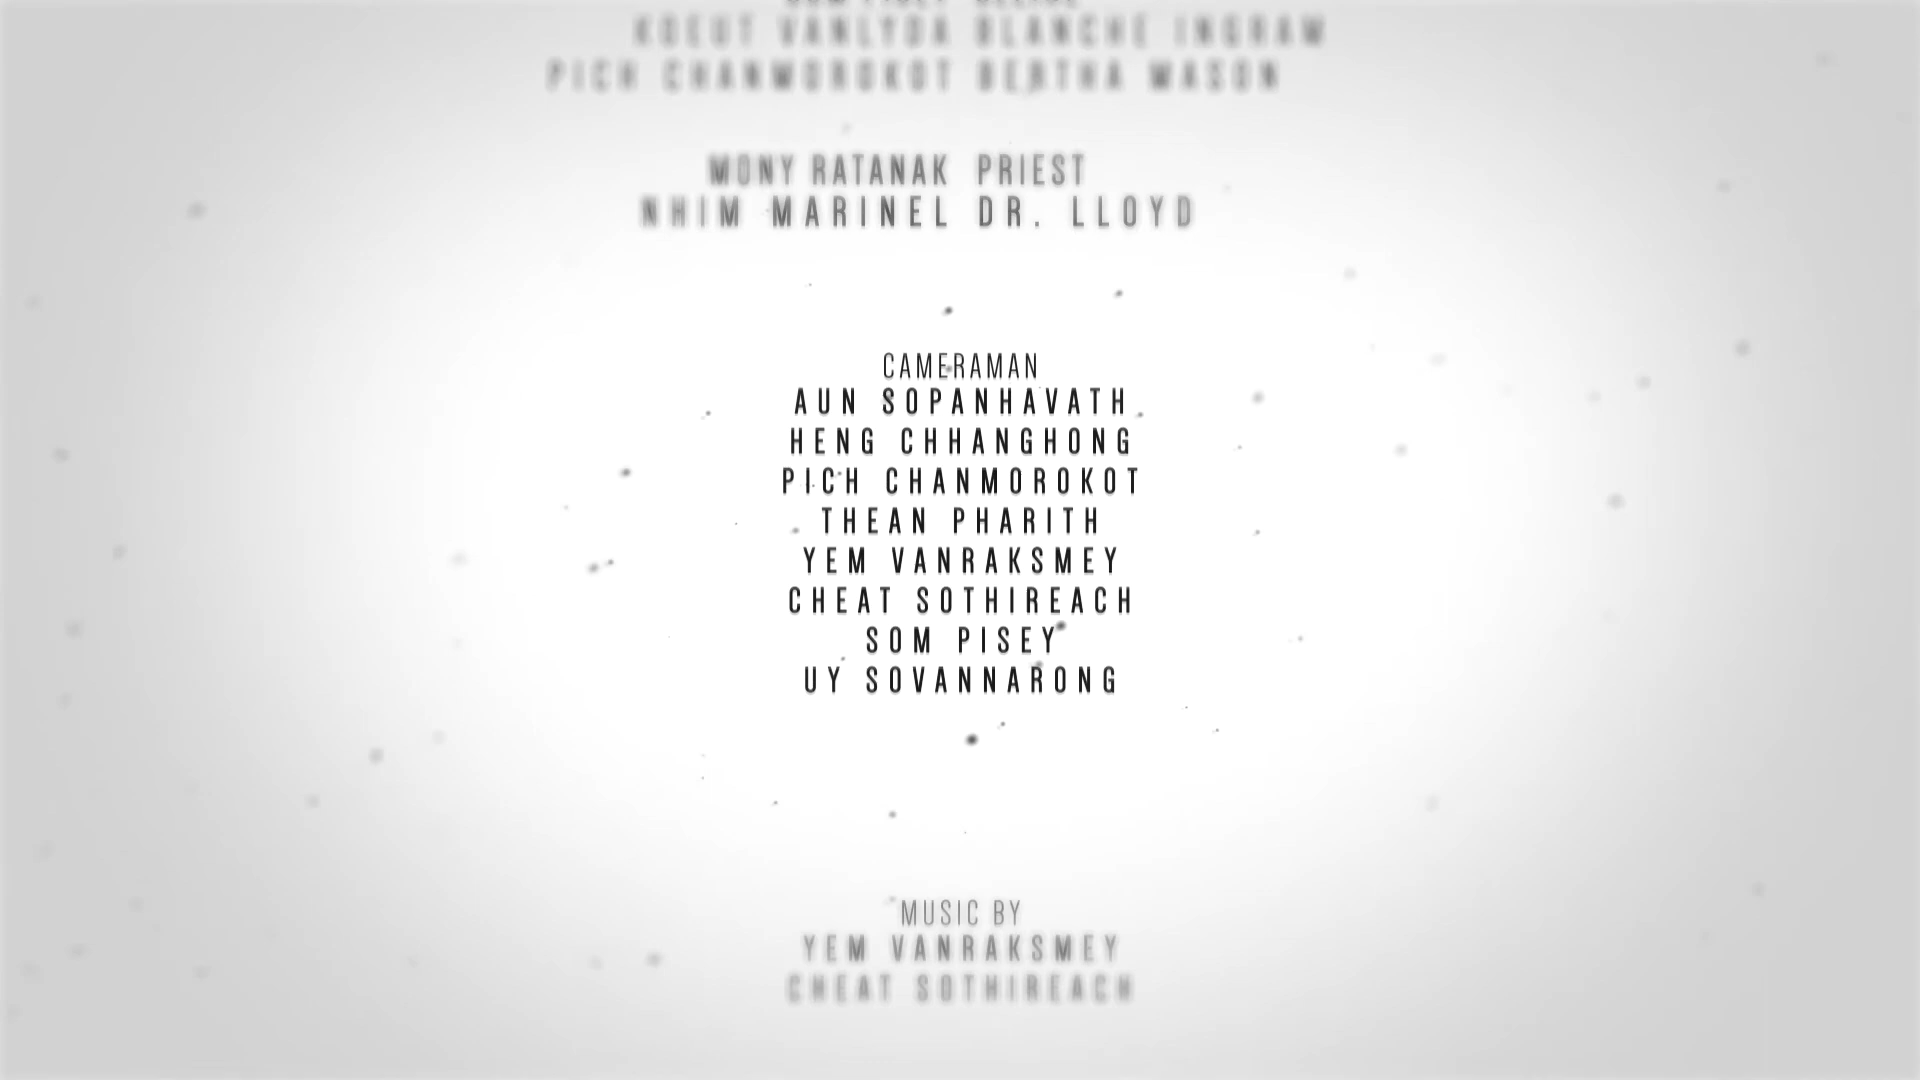 KOEUT VANLYDA BLANCHE INGRAM
PICH CHANMOROKOT BERTHA MASON
MONY RATANAK PRIEST
NHIM MARINEL DR. LLOYD
CAMERAMAN
AUN SOPANHAVATH
HENG CHHANGHONG
PICH CHANMOROKOT
THEAN PHARITH
YEM VANRAKSMEY
CHEAT SOTHIREACH
SOM PISEY
UY SOVANNARONG
MUSIC BY
YEM VANRAKSMEY
CHEAT SOTHIREACH